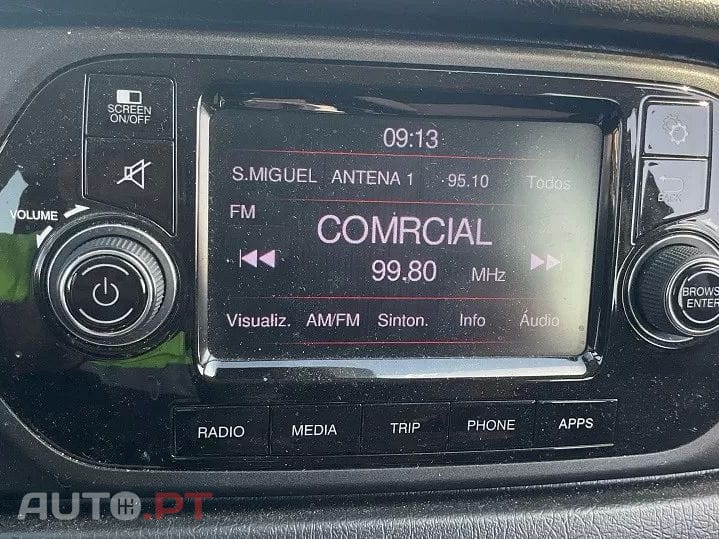 SCREEN
ON/OFF
VOLUME
09:13
S.MIGUEL ANTENA 1 ·95.10 Todos
FM
COMRCIAL
99.80 MHz
Visualiz. AM/FM Sinton. Info Áudio
BACK
BROWSE
ENTER
RADIO MEDIA TRIP PHONE APPS
AUTO.PT